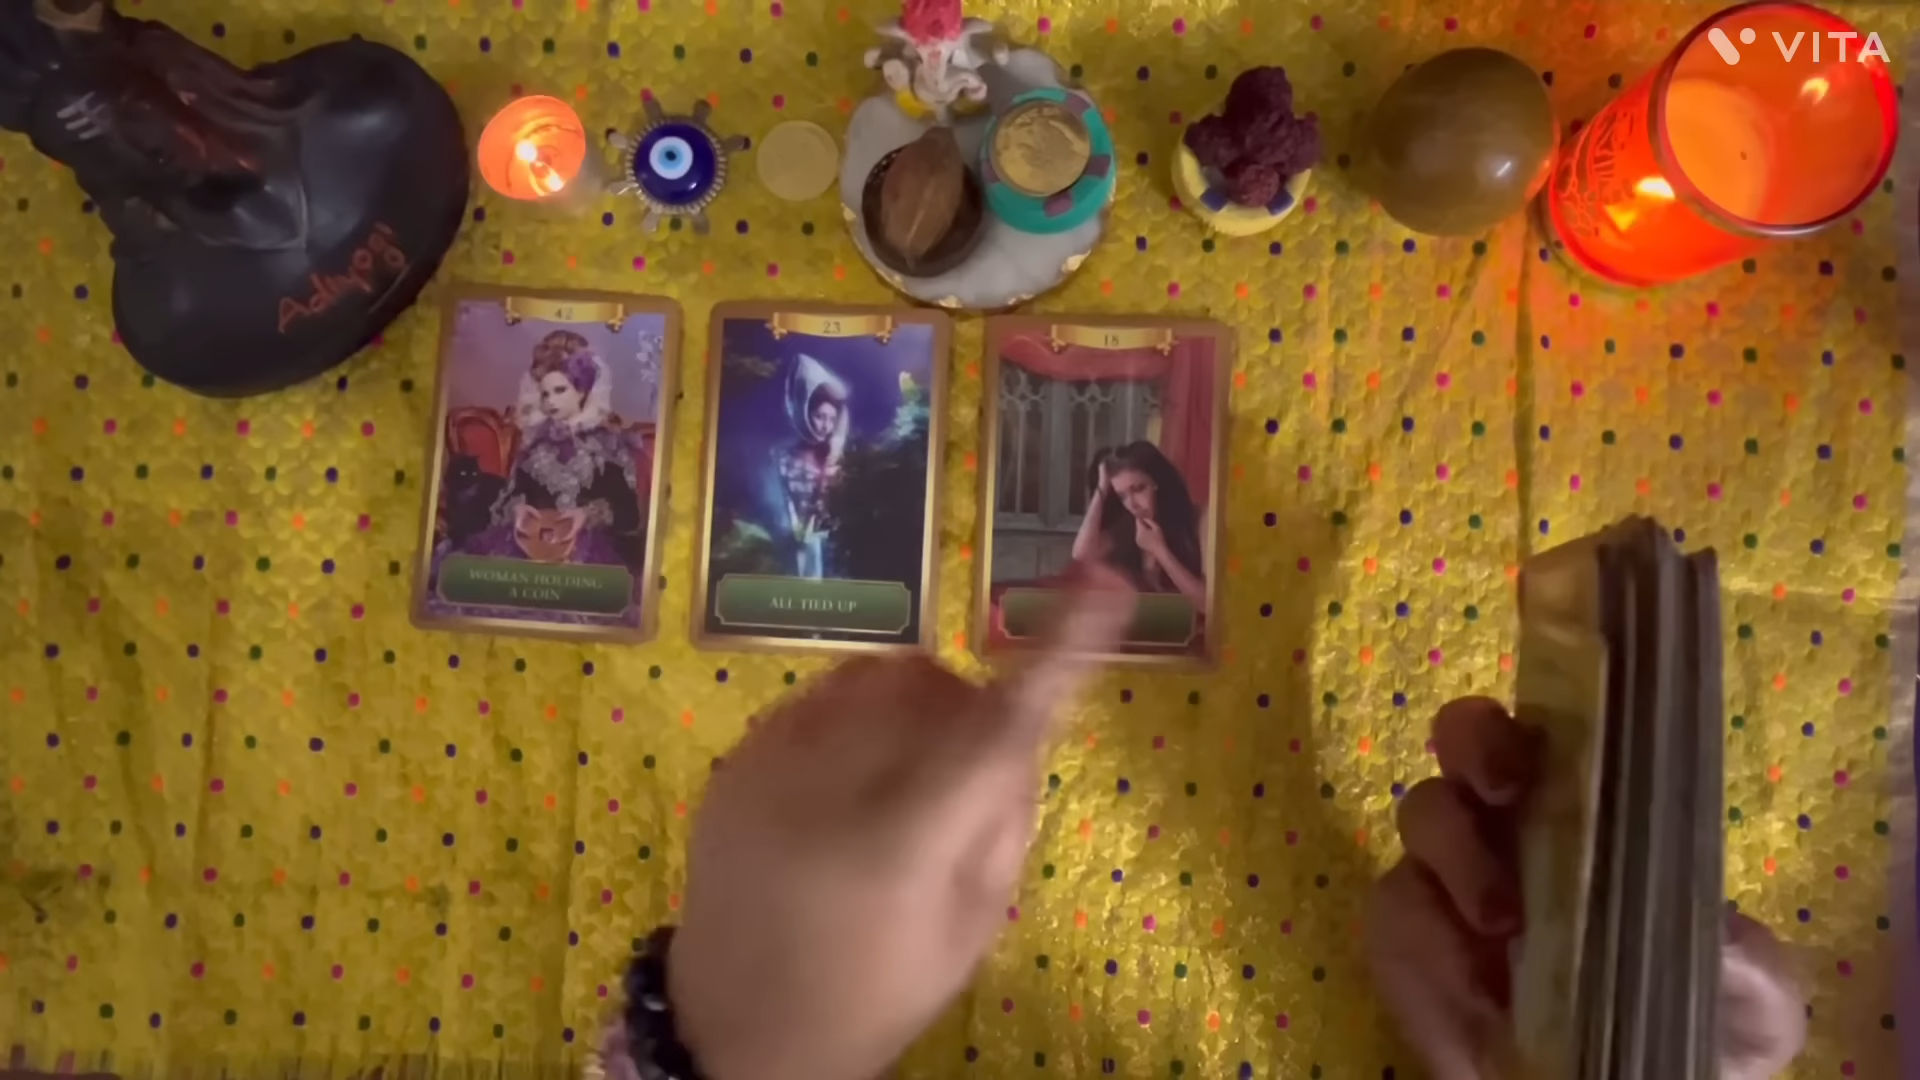 VITA
Adiyogi
42
23
18
WOMAN HOLDING
A COIN
ALL TIED UP